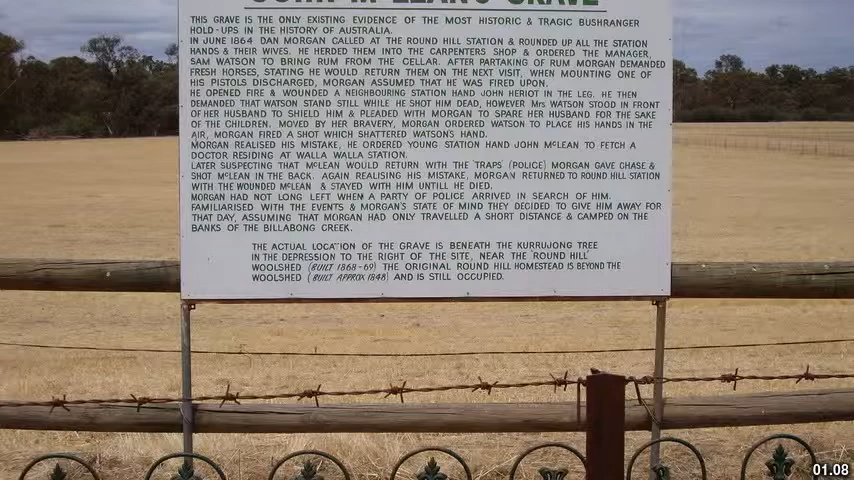 GRAVE
THIS GRAVE IS THE ONLY EXISTING EVIDENCE OF THE MOST HISTORIC & TRAGIC BUSHRANGER
HOLD-UPS IN THE HISTORY OF AUSTRALIA.
IN JUNE 1864 DAN MORGAN CALLED AT THE ROUND HILL STATION & ROUNDED UP ALL THE STATION
HANDS & THEIR WIVES. HE HERDED THEM INTO THE CARPENTERS SHOP & ORDERED THE MANAGER,
SAM WATSON TO BRING RUM FROM THE CELLAR. AFTER PARTAKING OF RUM MORGAN DEMANDED
FRESH HORSES, STATING HE WOULD RETURN THEM ON THE NEXT VISIT, WHEN MOUNTING ONE OF
HIS PISTOLS DISCHARGED, MORGAN ASSUMED THAT HE WAS FIRED UPON.
HE OPENED FIRE & WOUNDED A NEIGHBOURING STATION HAND JOHN HERIOT IN THE LEG. HE THEN
DEMANDED THAT WATSON STAND STILL WHILE HE SHOT HIM DEAD, HOWEVER Mrs WATSON STOOD IN FRONT
OF HER HUSBAND TO SHIELD HIM & PLEADED WITH MORGAN TO SPARE HER HUSBAND FOR THE SAKE
OF THE CHILDREN. MOVED BY HER BRAVERY, MORGAN ORDERED WATSON TO PLACE HIS HANDS IN THE
AIR, MORGAN FIRED A SHOT WHICH SHATTERED WATSON'S HAND.
MORGAN REALISED HIS MISTAKE, HE ORDERED YOUNG STATION HAND JOHN McLEAN TO FETCH A
DOCTOR RESIDING AT WALLA WALLA STATION.
LATER SUSPECTING THAT McLEAN WOULD RETURN WITH THE 'TRAPS' (POLICE) MORGAN GAVE CHASE &
SHOT McLEAN IN THE BACK. AGAIN REALISING HIS MISTAKE, MORGAN RETURNED TO ROUND HILL STATION
WITH THE WOUNDED McLEAN & STAYED WITH HIM UNTILL HE DIED.
MORGAN HAD NOT LONG LEFT WHEN A PARTY OF POLICE ARRIVED IN SEARCH OF HIM.
FAMILIARISED WITH THE EVENTS & MORGAN'S STATE OF MIND THEY DECIDED TO GIVE HIM AWAY FOR
THAT DAY, ASSUMING THAT MORGAN HAD ONLY TRAVELLED A SHORT DISTANCE & CAMPED ON THE
BANKS OF THE BILLABONG CREEK.
THE ACTUAL LOCATION OF THE GRAVE IS BENEATH THE KURRUJONG TREE
IN THE DEPRESSION TO THE RIGHT OF THE SITE, NEAR THE 'ROUND HILL'
WOOLSHED (BUILT 1868-69) THE ORIGINAL ROUND HILL HOMESTEAD IS BEYOND THE
WOOLSHED (BUILT APPROX 1848) AND IS STILL OCCUPIED.
01.08